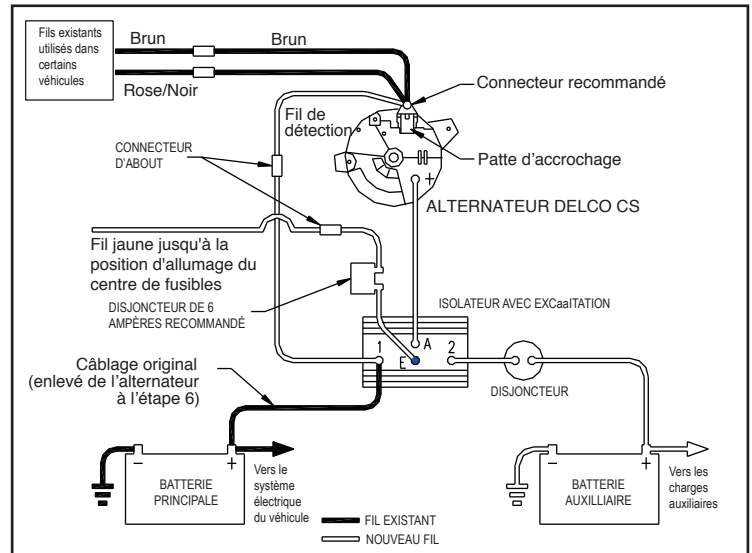 Fils existants
utilisés dans
certains
véhicules
Brun
Brun
Rose/Noir
Connecteur recommandé
Fil de
détection
CONNECTEUR
D'ABOUT
Patte d'accrochage
+
ALTERNATEUR DELCO CS
Fil jaune jusqu'à la
position d'allumage du
centre de fusibles
DISJONCTEUR DE 6
AMPÈRES RECOMMANDÉ
ISOLATEUR AVEC EXCaaITATION
1
A
2
E
DISJONCTEUR
Câblage original
(enlevé de l'alternateur
à l'étape 6)
- +
BATTERIE
PRINCIPALE
Vers le
système
électrique
du véhicule
- +
BATTERIE
AUXILLIAIRE
Vers les
charges
auxiliaires
FIL EXISTANT
NOUVEAU FIL